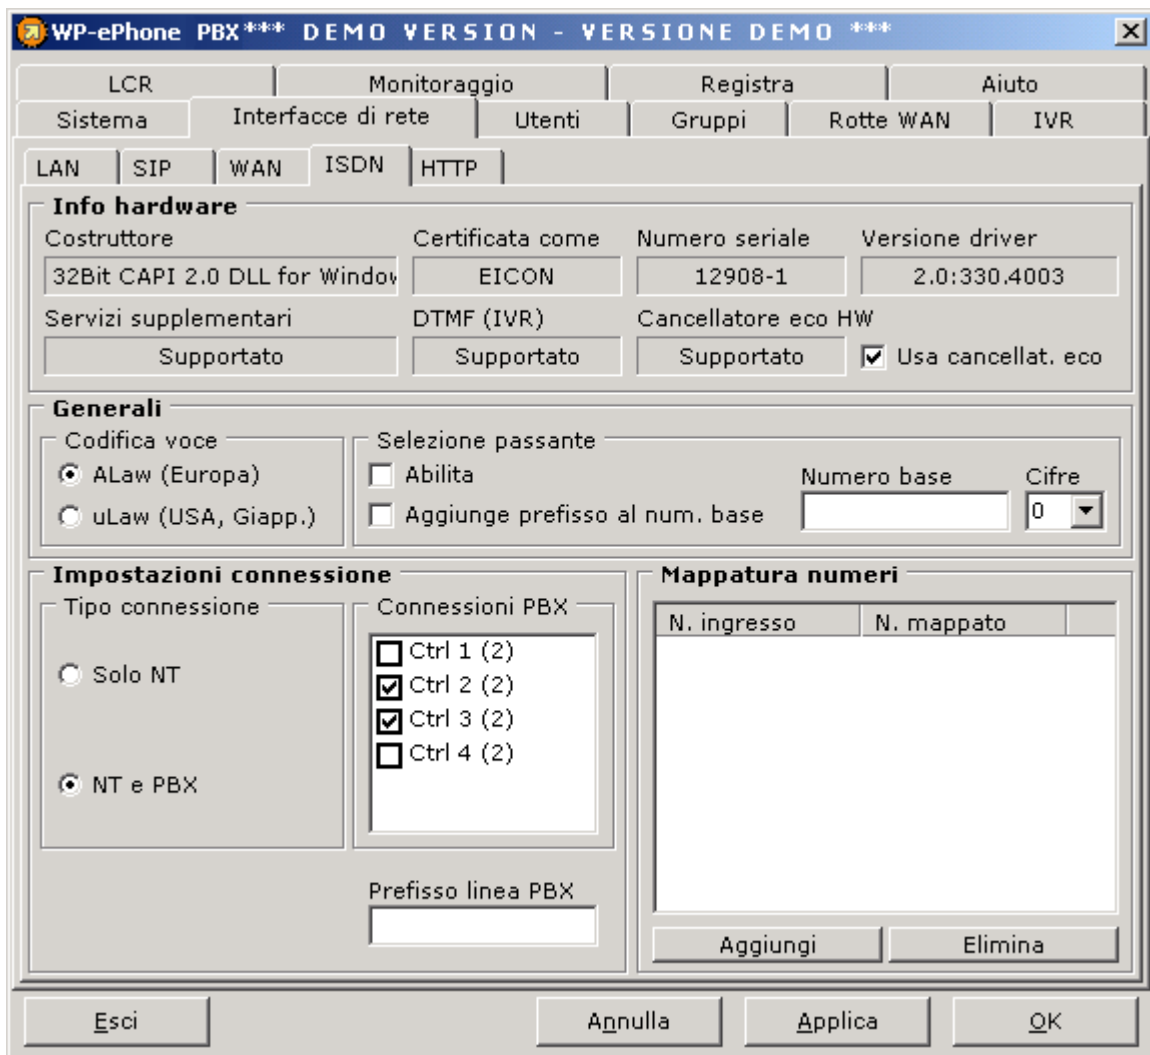 WP-ePhone PBX*** DEMO VERSION - VERSIONE DEMO ***
LCR Monitoraggio Registra Aiuto
Sistema Interfacce di rete Utenti Gruppi Rotte WAN IVR
LAN SIP WAN ISDN HTTP
Info hardware
Costruttore Certificata come Numero seriale Versione driver
32Bit CAPI 2.0 DLL for Window EICON 12908-1 2.0:330.4003
Servizi supplementari DTMF (IVR) Cancellatore eco HW
Supportato Supportato Supportato Usa cancellat. eco
Generali
Codifica voce
ALaw (Europa)
uLaw (USA, Giapp.)
Selezione passante
Abilita
Aggiunge prefisso al num. base
Numero base
Cifre
0
Impostazioni connessione
Tipo connessione
Solo NT
NT e PBX
Connessioni PBX
Ctrl 1 (2)
Ctrl 2 (2)
Ctrl 3 (2)
Ctrl 4 (2)
Prefisso linea PBX
Mappatura numeri
N. ingresso N. mappato
Aggiungi Elimina
Esci Annulla Applica OK